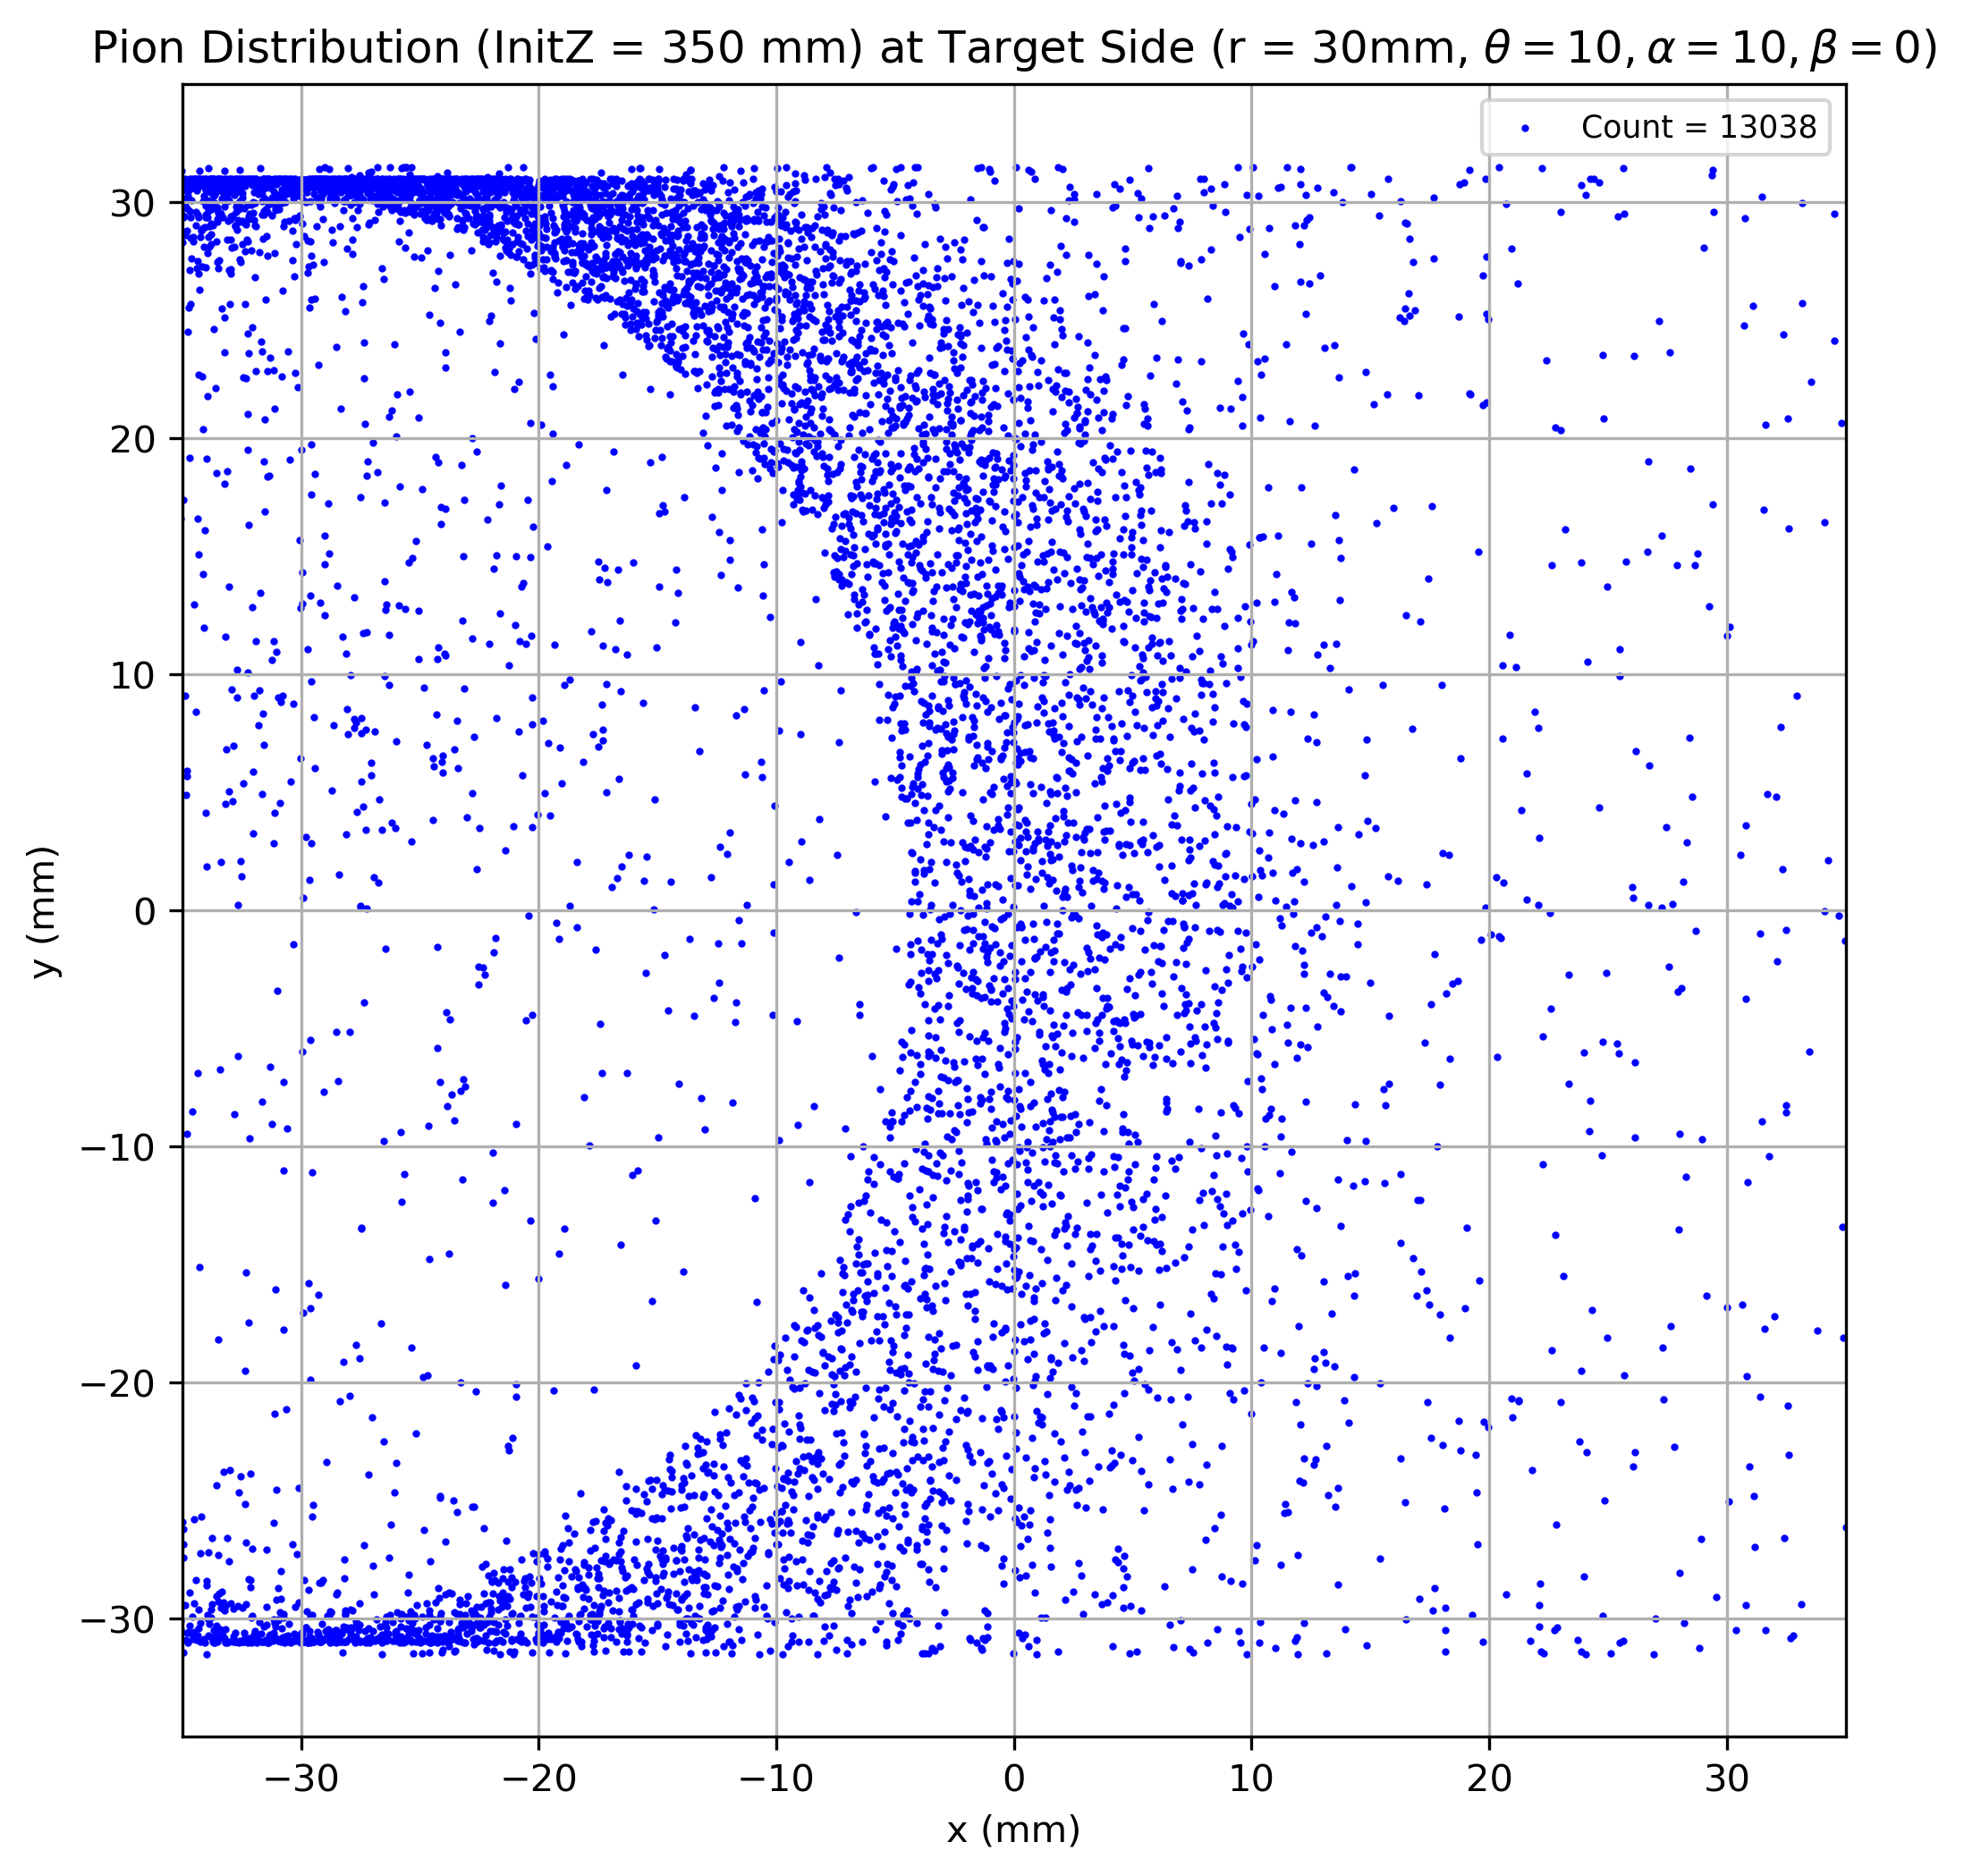 Pion Distribution (InitZ = 350 mm) at Target Side (r = 30mm, θ = 10, α = 10, β = 0)
Count = 13038
30
20
10
0
−10
−20
−30
y (mm)
−30 −20 −10 0 10 20 30
x (mm)